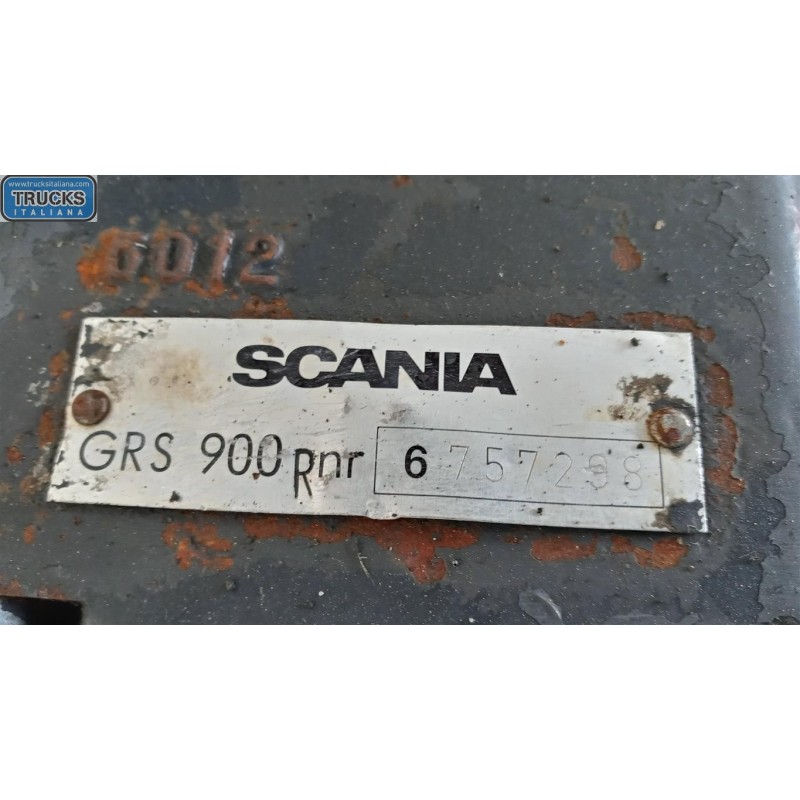 www.trucksitaliana.com
TRUCKS
ITALIANA
6D12
SCANIA
GRS 900 Rnr 6 757298